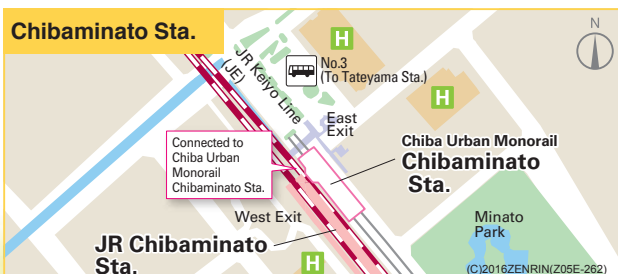 Chibaminato Sta.
N
H
JR Keiyo Line
(JE)
No.3
(To Tateyama Sta.)
H
East
Exit
Connected to
Chiba Urban
Monorail
Chibaminato Sta.
Chiba Urban Monorail
Chibaminato
Sta.
West Exit
Minato
Park
JR Chibaminato
Sta.
H
(C)2016ZENRIN(Z05E-262)